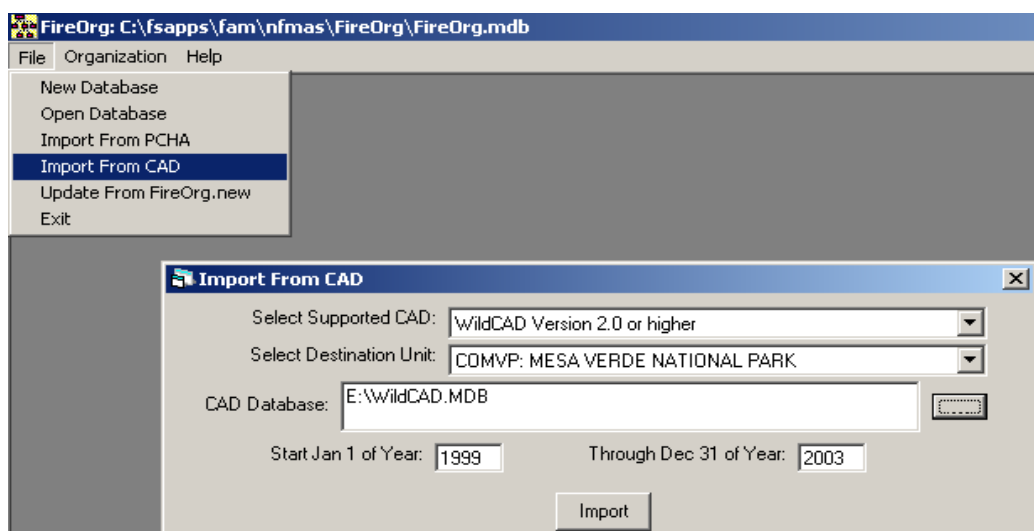 FireOrg: C:\fsapps\fam\nfmas\FireOrg\FireOrg.mdb
File Organization Help
New Database
Open Database
Import From PCHA
Import From CAD
Update From FireOrg.new
Exit
Import From CAD
Select Supported CAD: WildCAD Version 2.0 or higher
Select Destination Unit: COMVP: MESA VERDE NATIONAL PARK
CAD Database: E:\WildCAD.MDB
Start Jan 1 of Year: 1999 Through Dec 31 of Year: 2003
Import